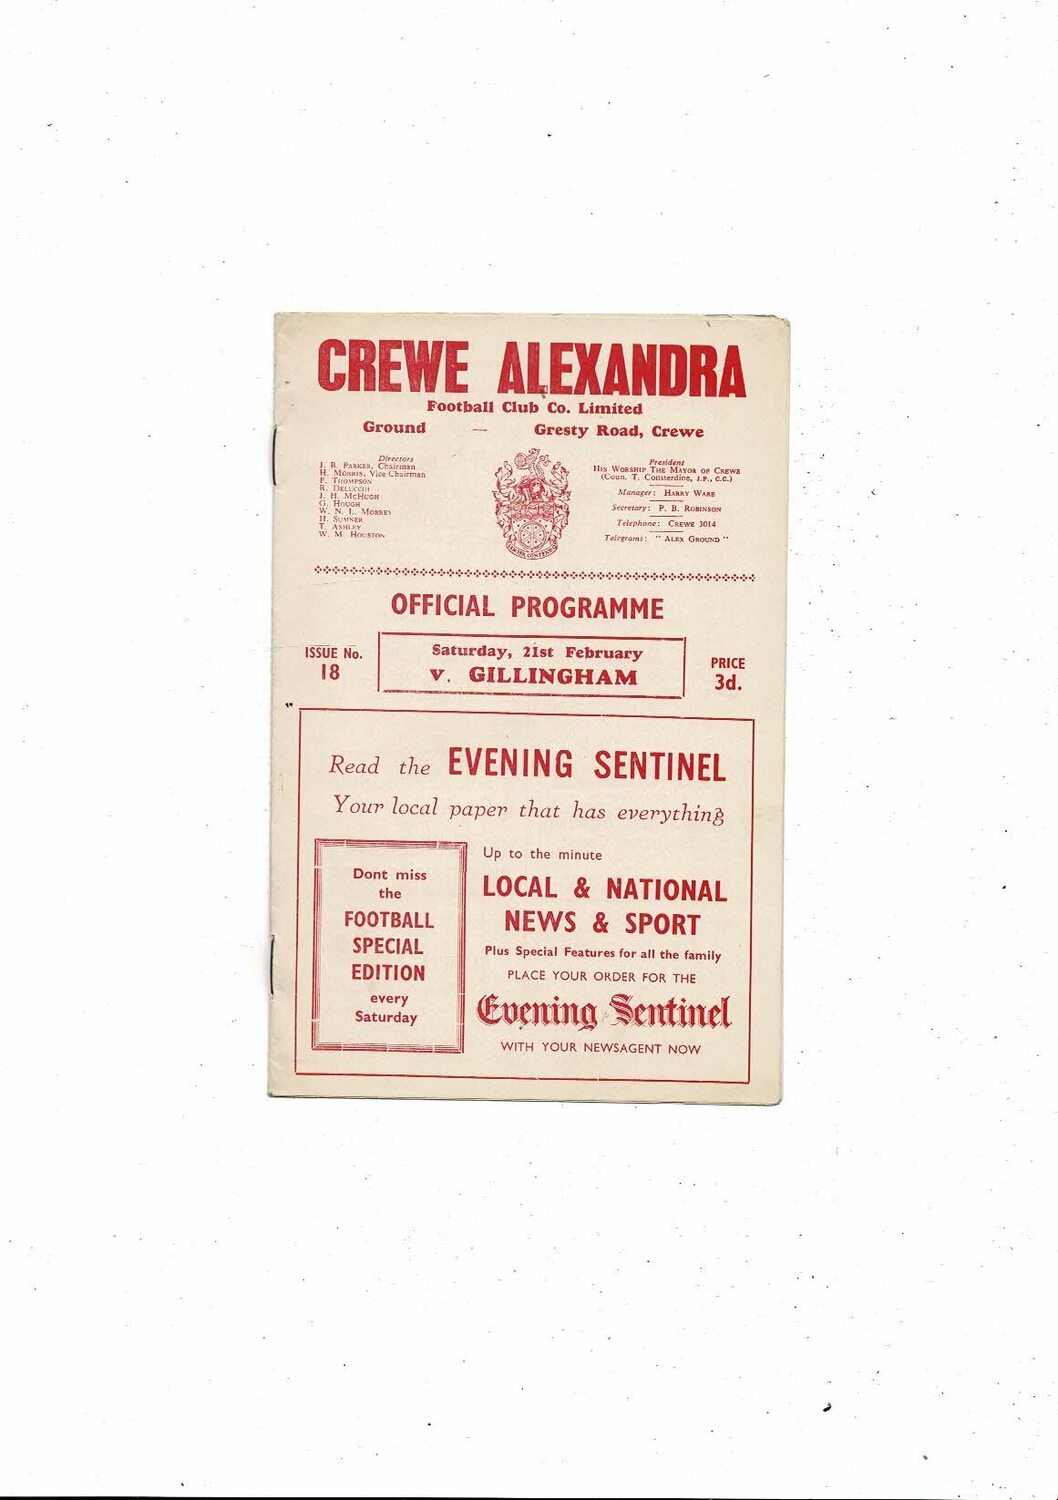 CREWE ALEXANDRA
Football Club Co. Limited
Ground — Gresty Road, Crewe
Directors
J. B. PARKER, Chairman
H. MORRIS, Vice Chairman
F. THOMPSON
R. DELUCCHI
J. H. McHUGH
G. HOUGH
W. N. L. MORREY
H. SUMNER
T. ASHLEY
W. M. HOUSTON
President
HIS WORSHIP THE MAYOR OF CREWE
(Coun. T. Consterdine, J.P., C.C.)
Manager: HARRY WARE
Secretary: P. B. ROBINSON
Telephone: CREWE 3014
Telegrams: "ALEX GROUND"
OFFICIAL PROGRAMME
ISSUE No.
18
Saturday, 21st February
v. GILLINGHAM
PRICE
3d.
Read the EVENING SENTINEL
Your local paper that has everything
Dont miss
the
FOOTBALL
SPECIAL
EDITION
every
Saturday
Up to the minute
LOCAL & NATIONAL
NEWS & SPORT
Plus Special Features for all the family
PLACE YOUR ORDER FOR THE
Evening Sentinel
WITH YOUR NEWSAGENT NOW